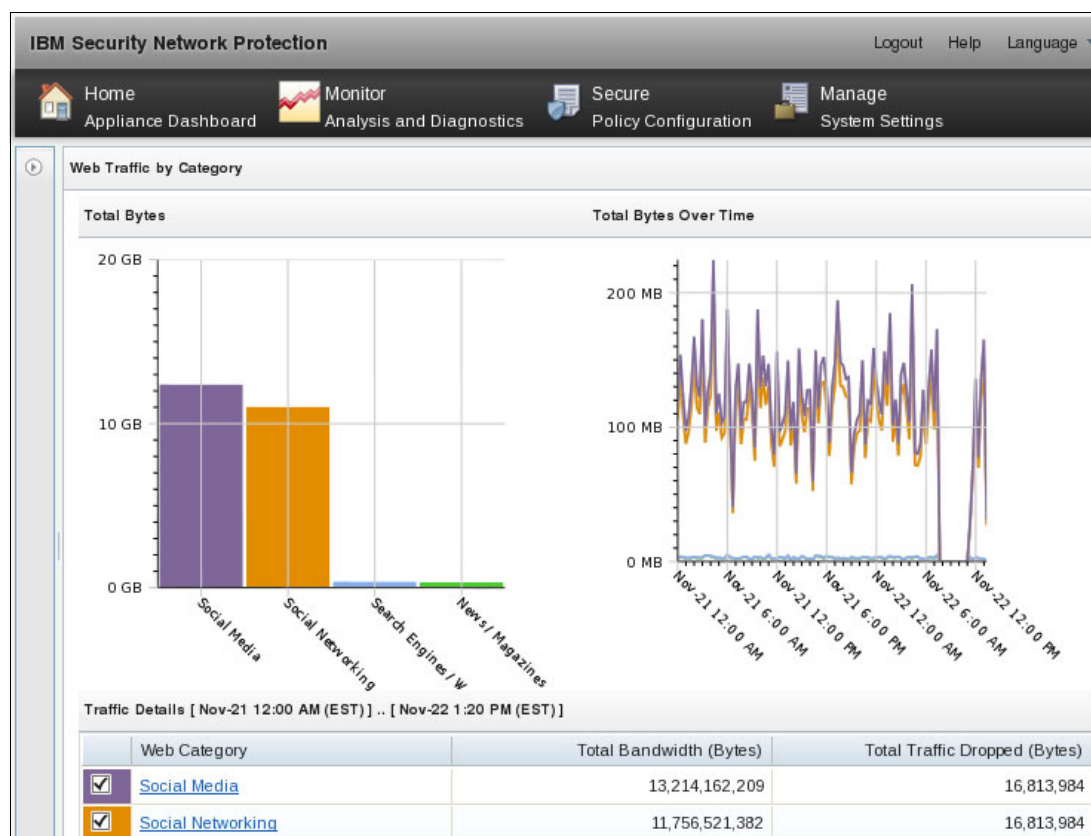 IBM Security Network Protection
Logout Help Language
Home
Appliance Dashboard
Monitor
Analysis and Diagnostics
Secure
Policy Configuration
Manage
System Settings
Web Traffic by Category
Total Bytes
20 GB
10 GB
0 GB
Social Media
Social Networking
Search Engines / W
News / Magazines
Total Bytes Over Time
200 MB
100 MB
0 MB
Nov-21 12:00 AM
Nov-21 6:00 AM
Nov-21 12:00 PM
Nov-21 6:00 PM
Nov-22 12:00 AM
Nov-22 6:00 AM
Nov-22 12:00 PM
Traffic Details [ Nov-21 12:00 AM (EST) ] .. [ Nov-22 1:20 PM (EST) ]
Web Category Total Bandwidth (Bytes) Total Traffic Dropped (Bytes)
Social Media 13,214,162,209 16,813,984
Social Networking 11,756,521,382 16,813,984